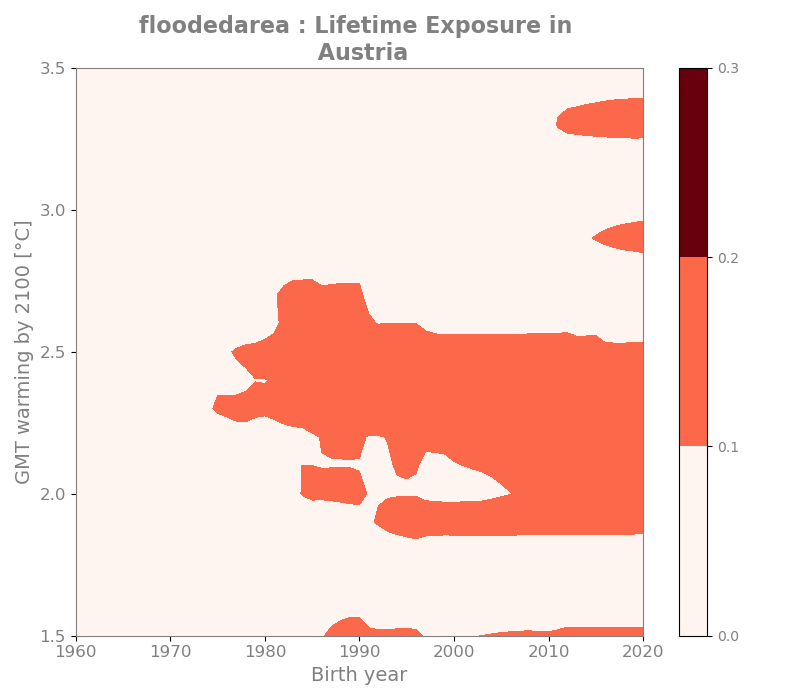 floodedarea : Lifetime Exposure in
Austria
3.5
3.0
2.5
2.0
1.5
GMT warming by 2100 [°C]
1960 1970 1980 1990 2000 2010 2020
Birth year
0.3
0.2
0.1
0.0